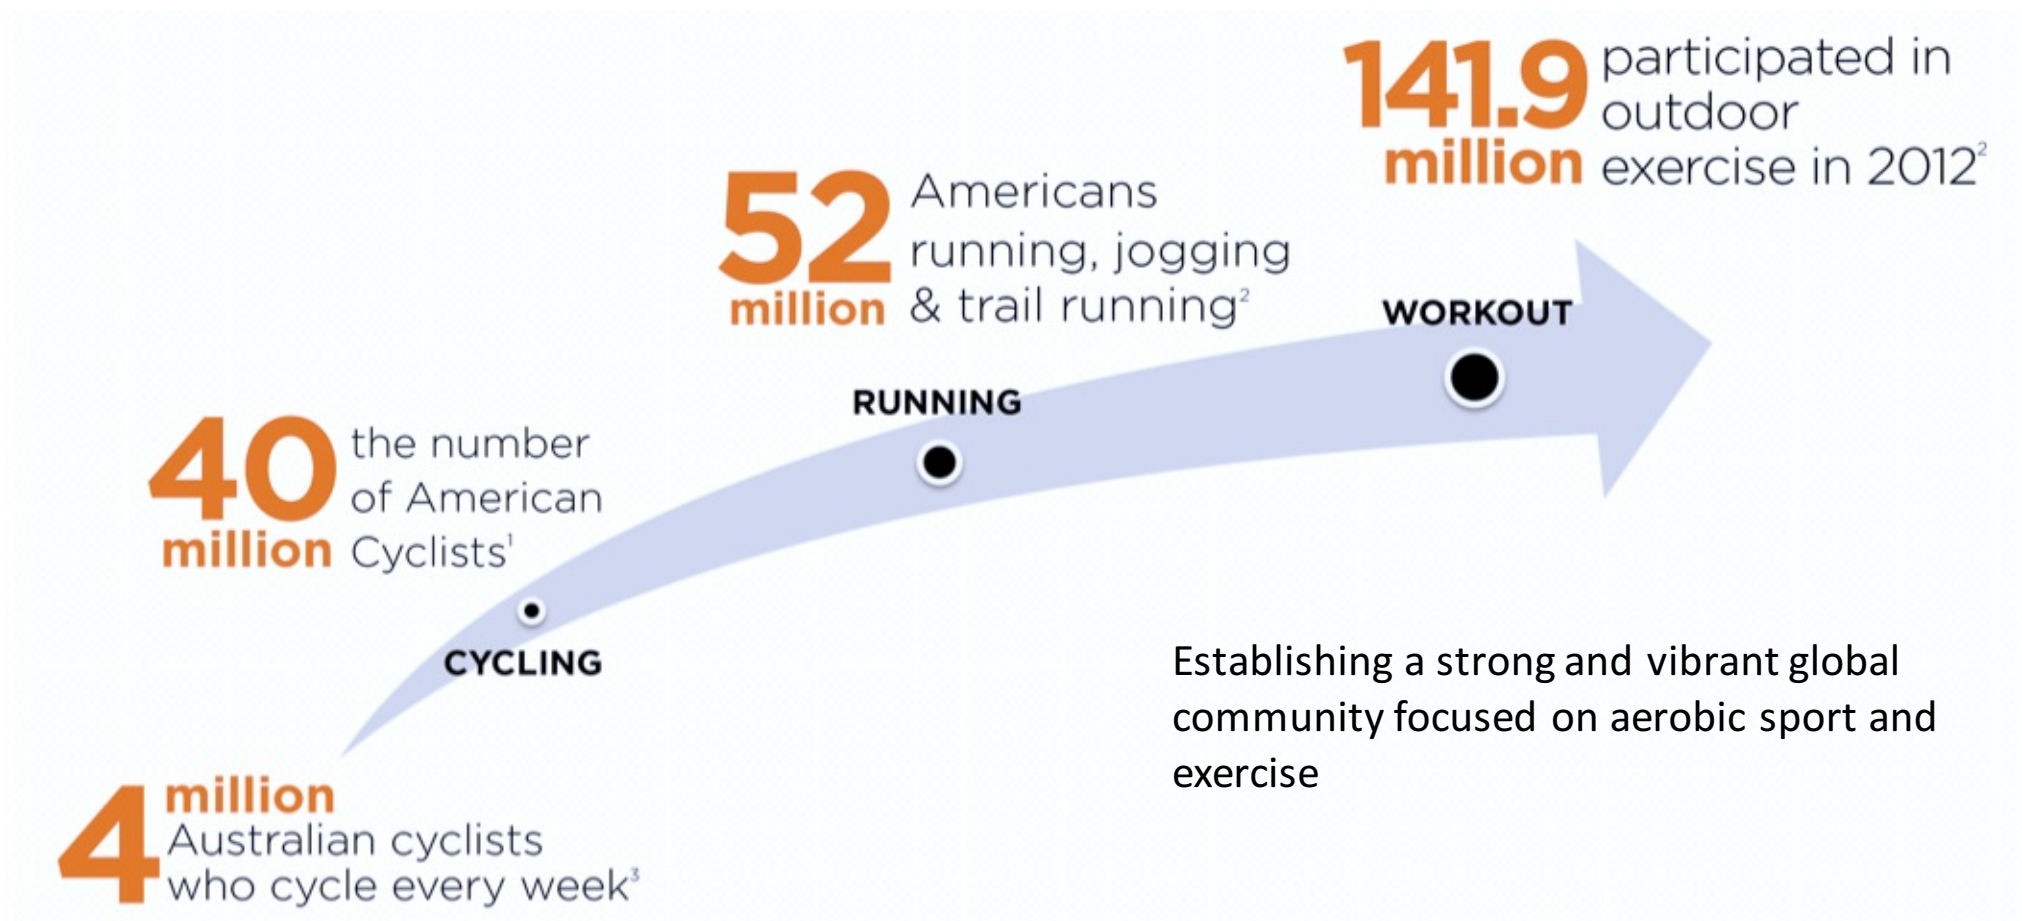 141.9 million
participated in
outdoor
exercise in 2012²
52 million
Americans
running, jogging
& trail running²
WORKOUT
RUNNING
40 million
the number
of American
Cyclists¹
CYCLING
Establishing a strong and vibrant global
community focused on aerobic sport and
exercise
4 million
Australian cyclists
who cycle every week³